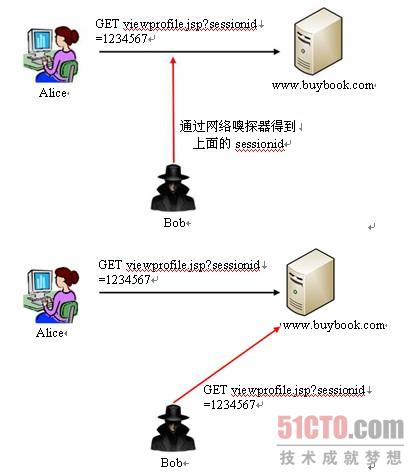 GET viewprofile.jsp?sessionid
=1234567
Alice
www.buybook.com
通过网络嗅探器得到
上面的 sessionid
Bob
GET viewprofile.jsp?sessionid
=1234567
Alice
www.buybook.com
GET viewprofile.jsp?sessionid
=1234567
Bob
51CTO.com
技术成就梦想